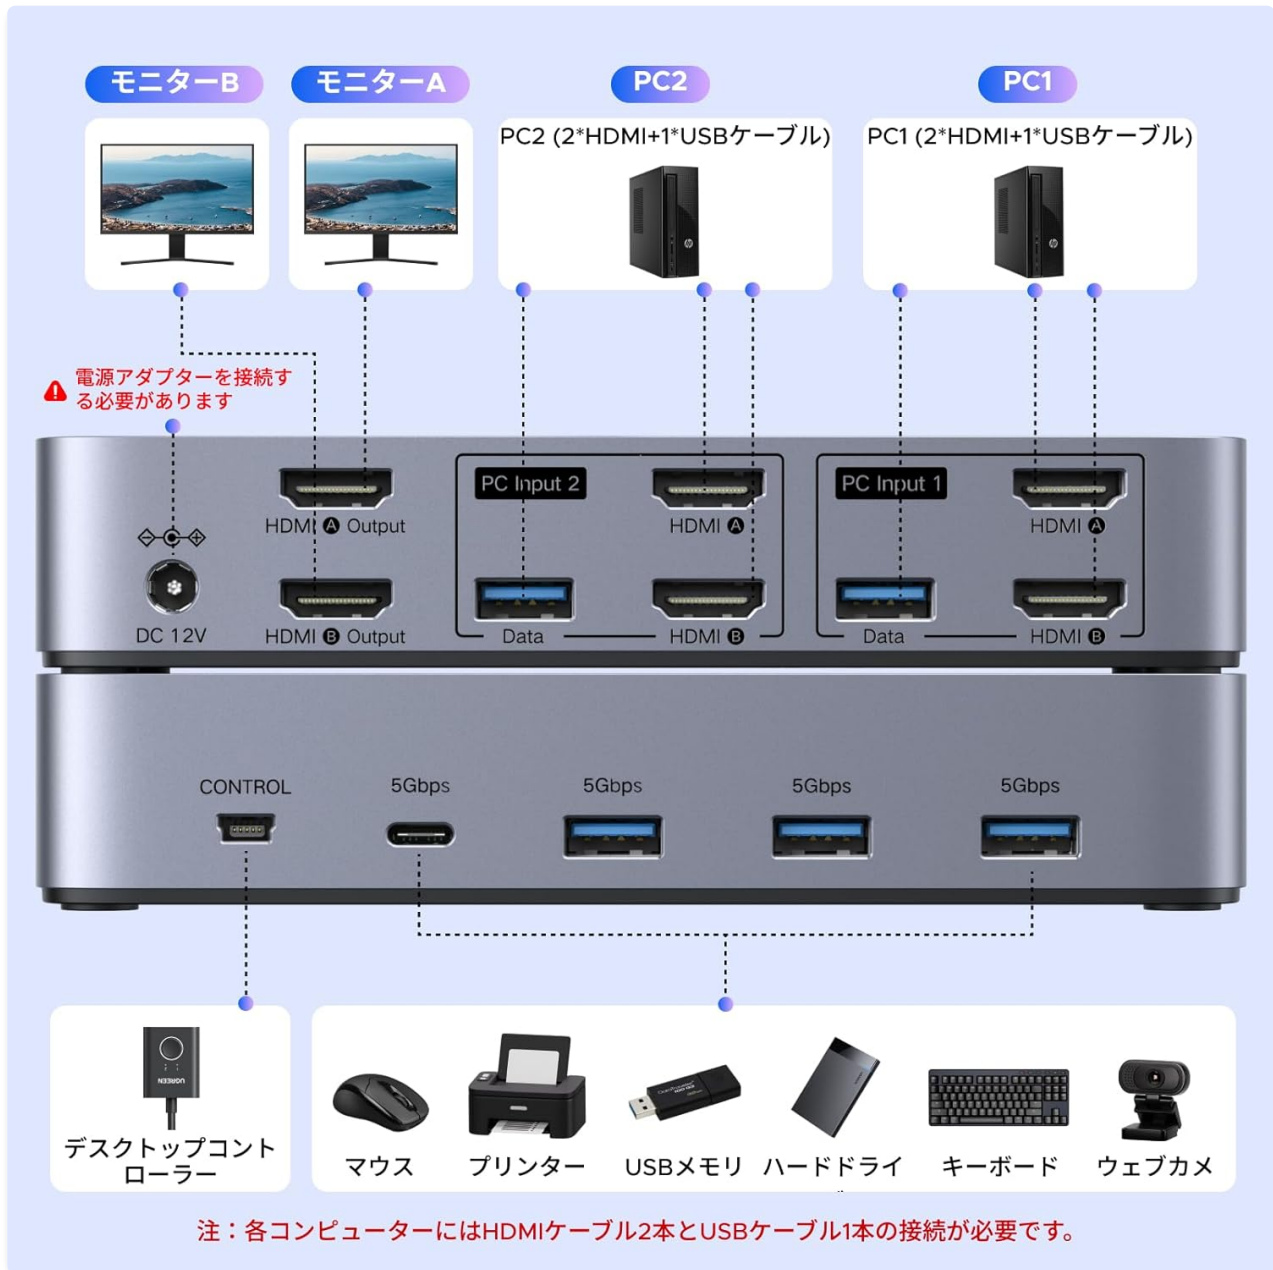 モニターB
モニターA
PC2
PC1
PC2 (2*HDMI+1*USBケーブル)
PC1 (2*HDMI+1*USBケーブル)
電源アダプターを接続す
る必要があります
PC Input 2
PC Input 1
HDMI A Output
HDMI A
HDMI A
DC 12V
HDMI B Output
Data
HDMI B
Data
HDMI B
CONTROL
5Gbps
5Gbps
5Gbps
5Gbps
UGREEN
デスクトップコント
ローラー
マウス
プリンター
USBメモリ
ハードドライ
キーボード
ウェブカメ
注：各コンピューターにはHDMIケーブル2本とUSBケーブル1本の接続が必要です。